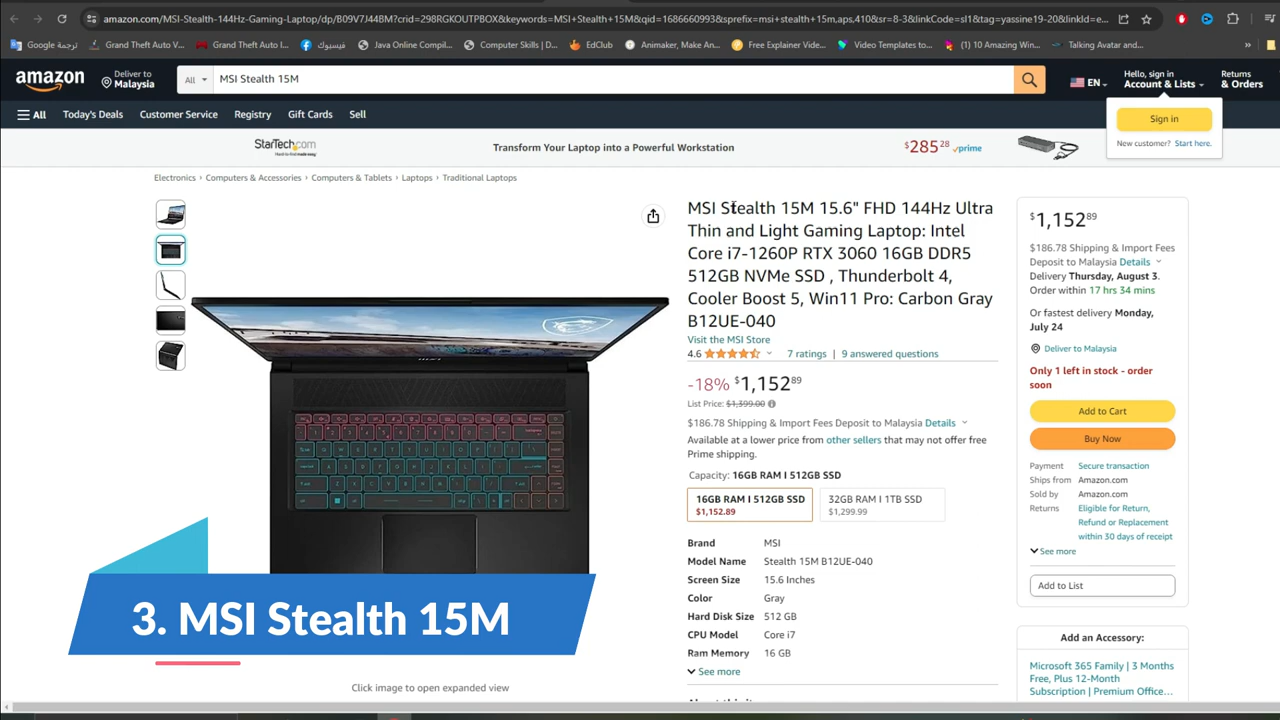 amazon.com/MSI-Stealth-144Hz-Gaming-Laptop/dp/B09V7J44BM?crid=298RGKOUTPBOX&keywords=MSI+Stealth+15M&qid=1686660993&sprefix=msi+stealth+15m,aps,410&sr=8-3&linkCode=sl1&tag=yassine19-20&linkId=e...
ترجمة Google
Grand Theft Auto V...
Grand Theft Auto I...
فيسبوك
Java Online Compil...
Computer Skills | D...
EdClub
Animaker, Make An...
Free Explainer Vide...
Video Templates to...
(1) 10 Amazing Win...
Talking Avatar and...
»
amazon
Deliver to
Malaysia
All
MSI Stealth 15M
EN
Hello, sign in
Account & Lists
Returns
& Orders
All
Today's Deals
Customer Service
Registry
Gift Cards
Sell
Sign in
New customer? Start here.
StarTech.com
Transform Your Laptop into a Powerful Workstation
$285 28 prime
Electronics › Computers & Accessories › Computers & Tablets › Laptops › Traditional Laptops
MSI Stealth 15M 15.6" FHD 144Hz Ultra
Thin and Light Gaming Laptop: Intel
Core i7-1260P RTX 3060 16GB DDR5
512GB NVMe SSD , Thunderbolt 4,
Cooler Boost 5, Win11 Pro: Carbon Gray
B12UE-040
Visit the MSI Store
4.6
7 ratings | 9 answered questions
-18% $1,152 89
List Price: $1,399.00
$186.78 Shipping & Import Fees Deposit to Malaysia Details
Available at a lower price from other sellers that may not offer free
Prime shipping.
Capacity: 16GB RAM I 512GB SSD
16GB RAM I 512GB SSD
$1,152.89
32GB RAM I 1TB SSD
$1,299.99
Brand MSI
Model Name Stealth 15M B12UE-040
Screen Size 15.6 Inches
Color Gray
Hard Disk Size 512 GB
CPU Model Core i7
Ram Memory 16 GB
See more
$1,152 89
$186.78 Shipping & Import Fees
Deposit to Malaysia Details
Delivery Thursday, August 3.
Order within 17 hrs 34 mins
Or fastest delivery Monday,
July 24
Deliver to Malaysia
Only 1 left in stock - order
soon
Add to Cart
Buy Now
Payment Secure transaction
Ships from Amazon.com
Sold by Amazon.com
Returns Eligible for Return,
Refund or Replacement
within 30 days of receipt
See more
Add to List
Add an Accessory:
Microsoft 365 Family | 3 Months
Free, Plus 12-Month
Subscription | Premium Office...
msi
3. MSI Stealth 15M
Click image to open expanded view